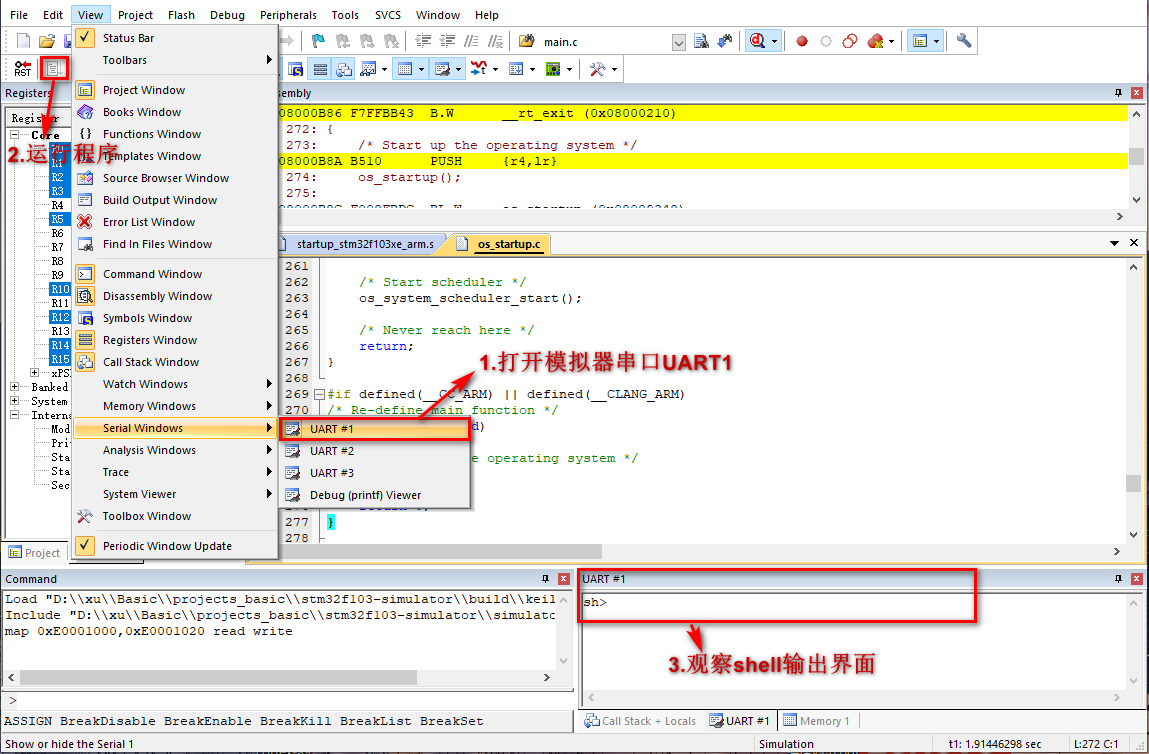 File Edit View Project Flash Debug Peripherals Tools SVCS Window Help
main.c
RST
Status Bar
Toolbars
Project Window
Books Window
Functions Window
Templates Window
Source Browser Window
Build Output Window
Error List Window
Find In Files Window
Command Window
Disassembly Window
Symbols Window
Registers Window
Call Stack Window
Watch Windows
Memory Windows
Serial Windows
Analysis Windows
Trace
System Viewer
Toolbox Window
Periodic Window Update
UART #1
UART #2
UART #3
Debug (printf) Viewer
Registers
Register
Core
R1
R2
R3
R4
R5
R6
R7
R8
R9
R10
R11
R12
R13
R14
R15
xPS
Banked
System
Interna
Mod
Pri
Sta
Sta
Sec
Project
2.运行程序
sembly
08000B86 F7FFBB43 B.W __rt_exit (0x08000210)
272: {
273: /* Start up the operating system */
08000B8A B510 PUSH {r4,lr}
274: os_startup();
275:
startup_stm32f103xe_arm.s os_startup.c
261
262 /* Start scheduler */
263 os_system_scheduler_start();
264
265 /* Never reach here */
266 return;
267 }
268
269 #if defined(__CC_ARM) || defined(__CLANG_ARM)
270 /* Re-define main function */
d)
e operating system */
277 }
278
1.打开模拟器串口UART1
Command
Load "D:\\xu\\Basic\\projects_basic\\stm32f103-simulator\\build\\keil
Include "D:\\xu\\Basic\\projects_basic\\stm32f103-simulator\\simulato
map 0xE0001000,0xE0001020 read write
>
ASSIGN BreakDisable BreakEnable BreakKill BreakList BreakSet
UART #1
sh>
3.观察shell输出界面
Call Stack + Locals UART #1 Memory 1
Show or hide the Serial 1 Simulation t1: 1.91446298 sec L:272 C:1